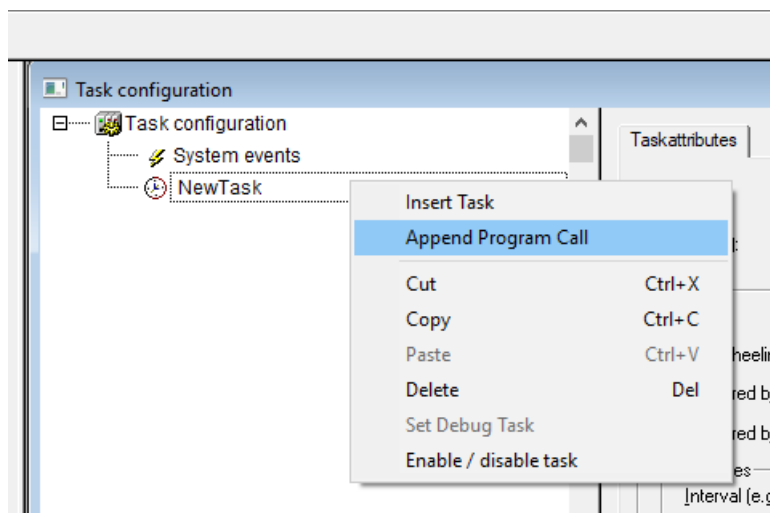 Task configuration
Task configuration
System events
NewTask
Taskattributes
Insert Task
Append Program Call
Cut Ctrl+X
Copy Ctrl+C
Paste Ctrl+V
Delete Del
Set Debug Task
Enable / disable task
Interval (e.g